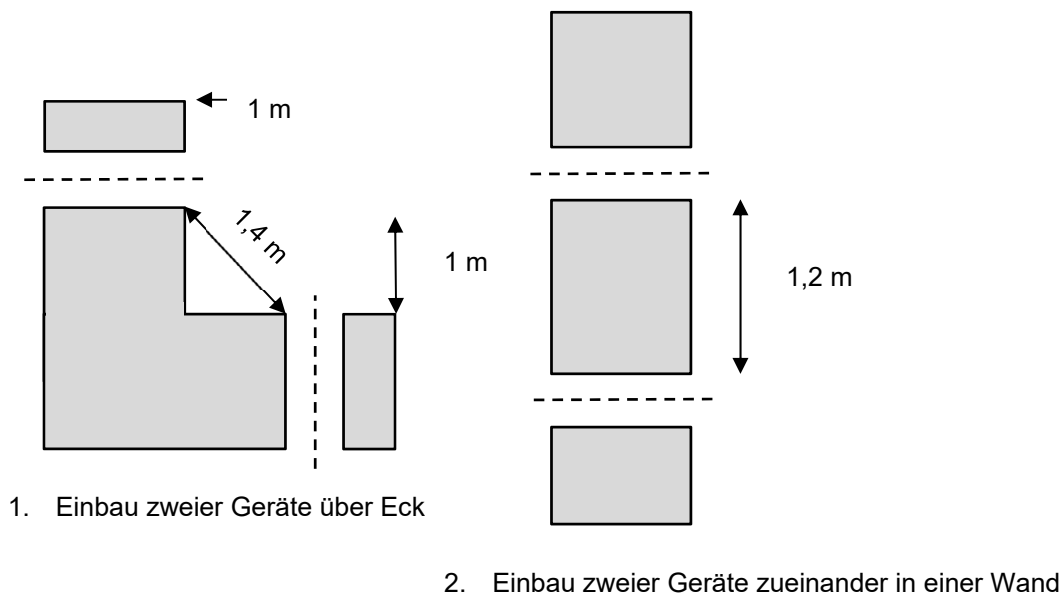 1 m
1,4 m
1 m
1,2 m
1. Einbau zweier Geräte über Eck
2. Einbau zweier Geräte zueinander in einer Wand